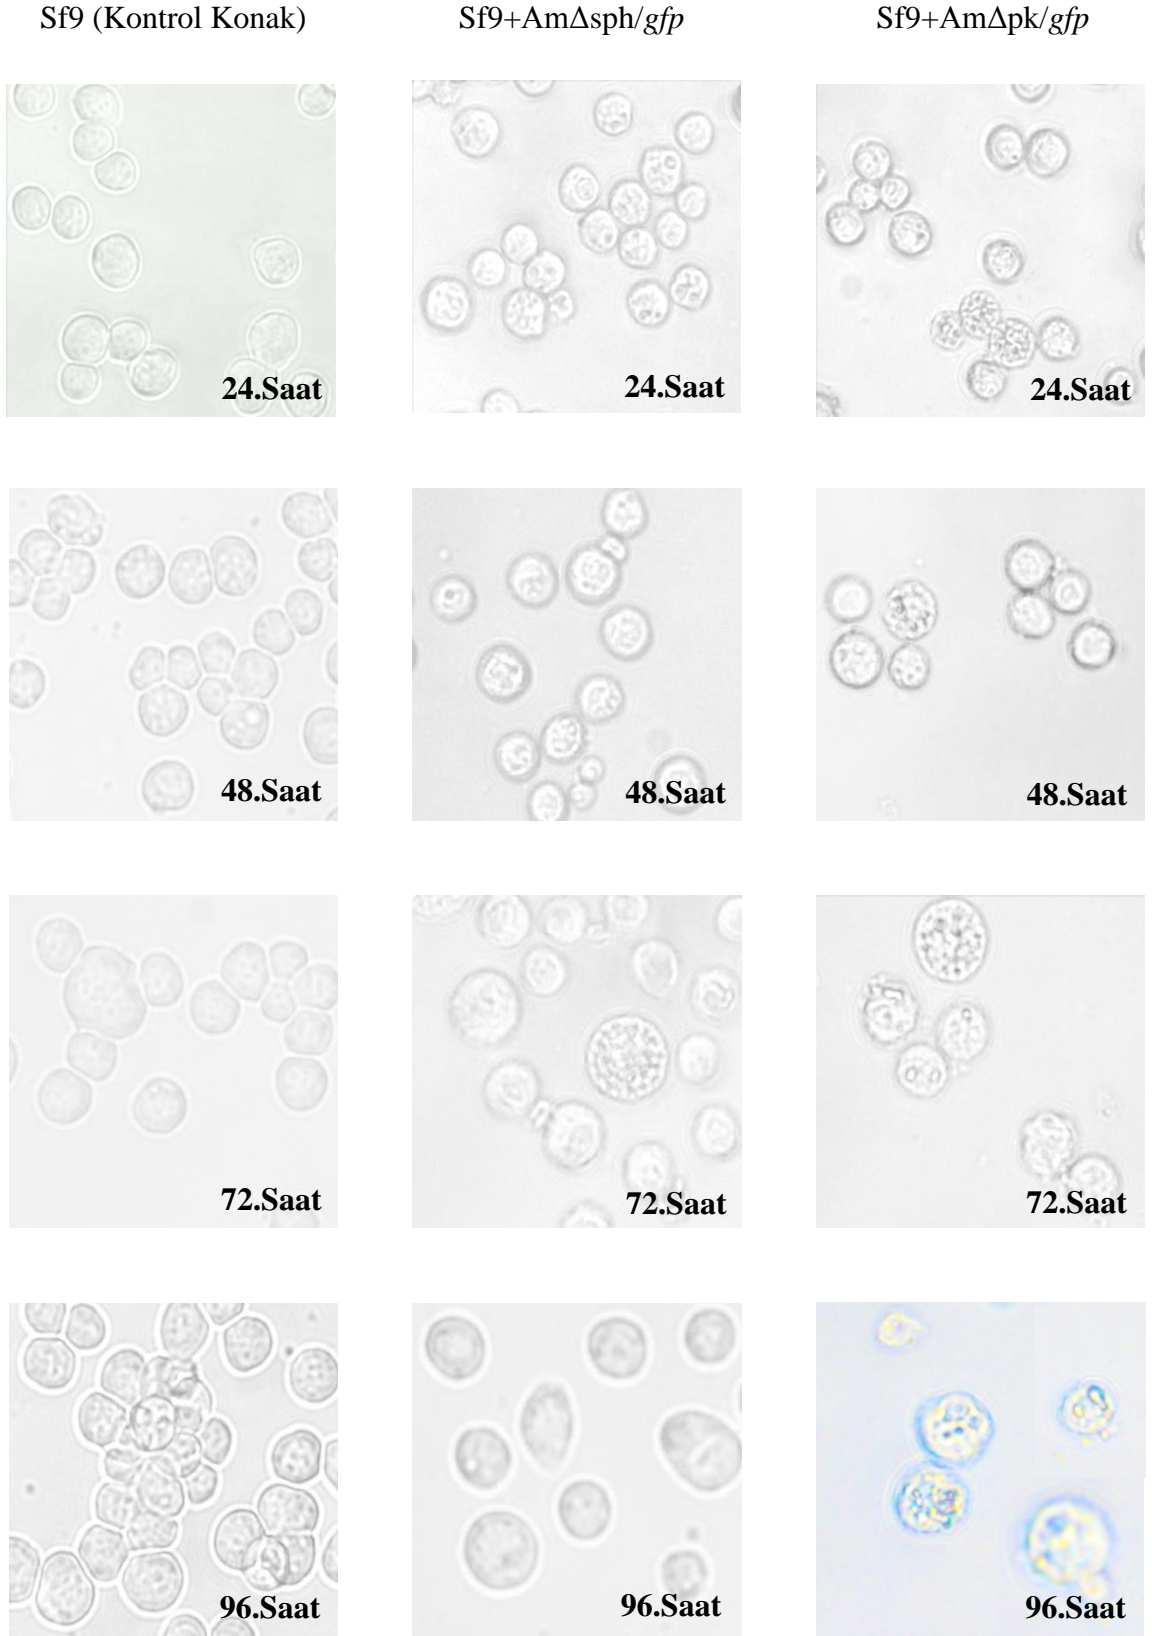 Sf9 (Kontrol Konak) Sf9+AmΔsph/gfp Sf9+AmΔpk/gfp
24.Saat 24.Saat 24.Saat
48.Saat 48.Saat 48.Saat
72.Saat 72.Saat 72.Saat
96.Saat 96.Saat 96.Saat